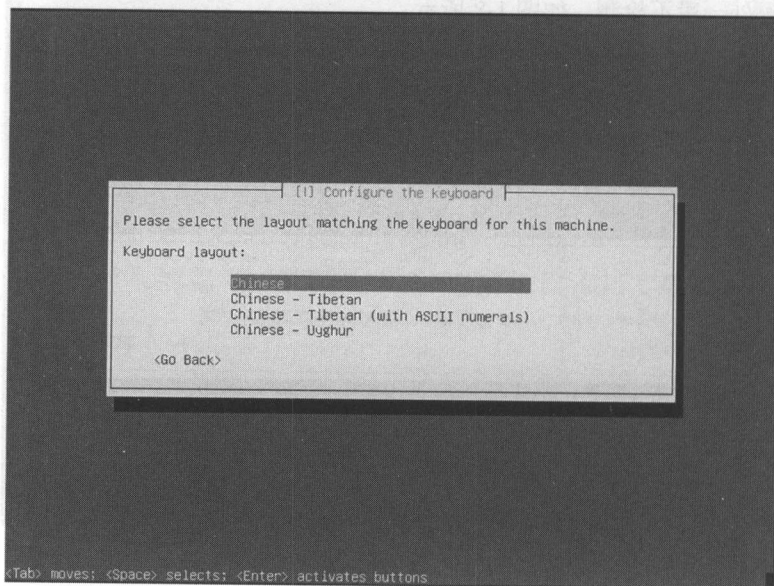 [!] Configure the keyboard
Please select the layout matching the keyboard for this machine.
Keyboard layout:
Chinese
Chinese - Tibetan
Chinese - Tibetan (with ASCII numerals)
Chinese - Uyghur
<Go Back>
<Tab> moves; <Space> selects; <Enter> activates buttons